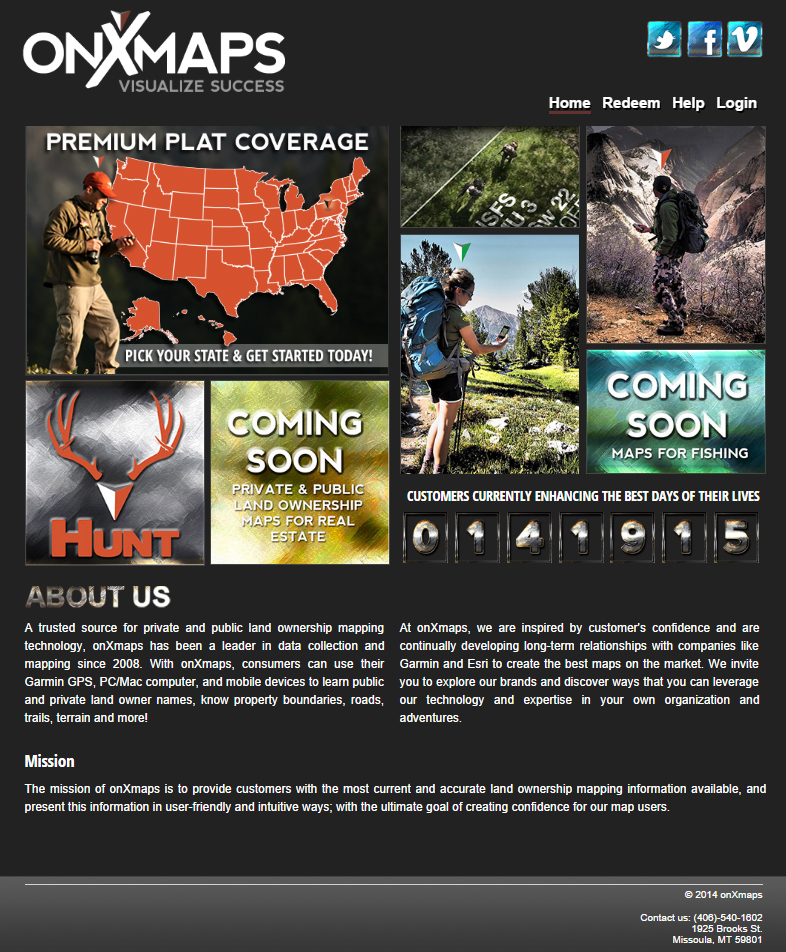 onXmaps
VISUALIZE SUCCESS
Home Redeem Help Login
PREMIUM PLAT COVERAGE
PICK YOUR STATE & GET STARTED TODAY!
USFS
HU 3
22
HUNT
COMING
SOON
PRIVATE & PUBLIC
LAND OWNERSHIP
MAPS FOR REAL
ESTATE
COMING
SOON
MAPS FOR FISHING
CUSTOMERS CURRENTLY ENHANCING THE BEST DAYS OF THEIR LIVES
0 1 4 1 9 1 5
ABOUT US
A trusted source for private and public land ownership mapping
technology, onXmaps has been a leader in data collection and
mapping since 2008. With onXmaps, consumers can use their
Garmin GPS, PC/Mac computer, and mobile devices to learn public
and private land owner names, know property boundaries, roads,
trails, terrain and more!
At onXmaps, we are inspired by customer's confidence and are
continually developing long-term relationships with companies like
Garmin and Esri to create the best maps on the market. We invite
you to explore our brands and discover ways that you can leverage
our technology and expertise in your own organization and
adventures.
Mission
The mission of onXmaps is to provide customers with the most current and accurate land ownership mapping information available, and
present this information in user-friendly and intuitive ways; with the ultimate goal of creating confidence for our map users.
© 2014 onXmaps
Contact us: (406)-540-1602
1925 Brooks St.
Missoula, MT 59801